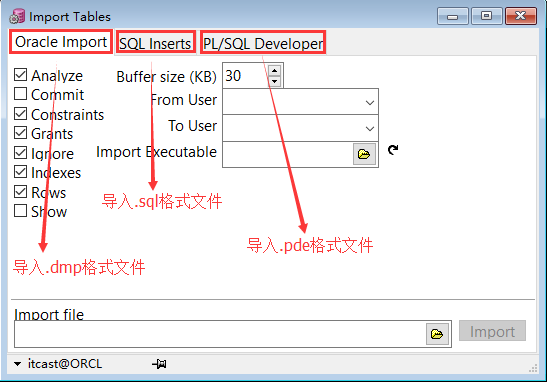 Import Tables
Oracle Import SQL Inserts PL/SQL Developer
Analyze
Commit
Constraints
Grants
Ignore
Indexes
Rows
Show
Buffer size (KB) 30
From User
To User
Import Executable
导入.sql格式文件
导入.pde格式文件
导入.dmp格式文件
Import file
Import
itcast@ORCL